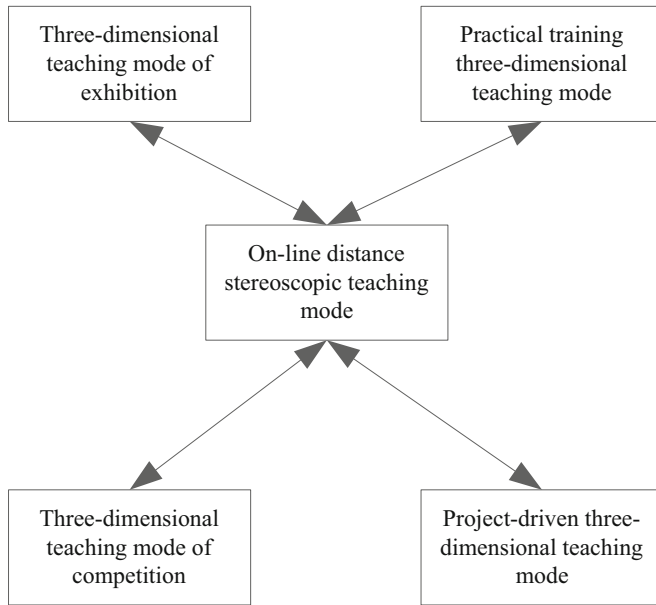 Three-dimensional
teaching mode of
exhibition
Practical training
three-dimensional
teaching mode
On-line distance
stereoscopic teaching
mode
Three-dimensional
teaching mode of
competition
Project-driven three-
dimensional teaching
mode